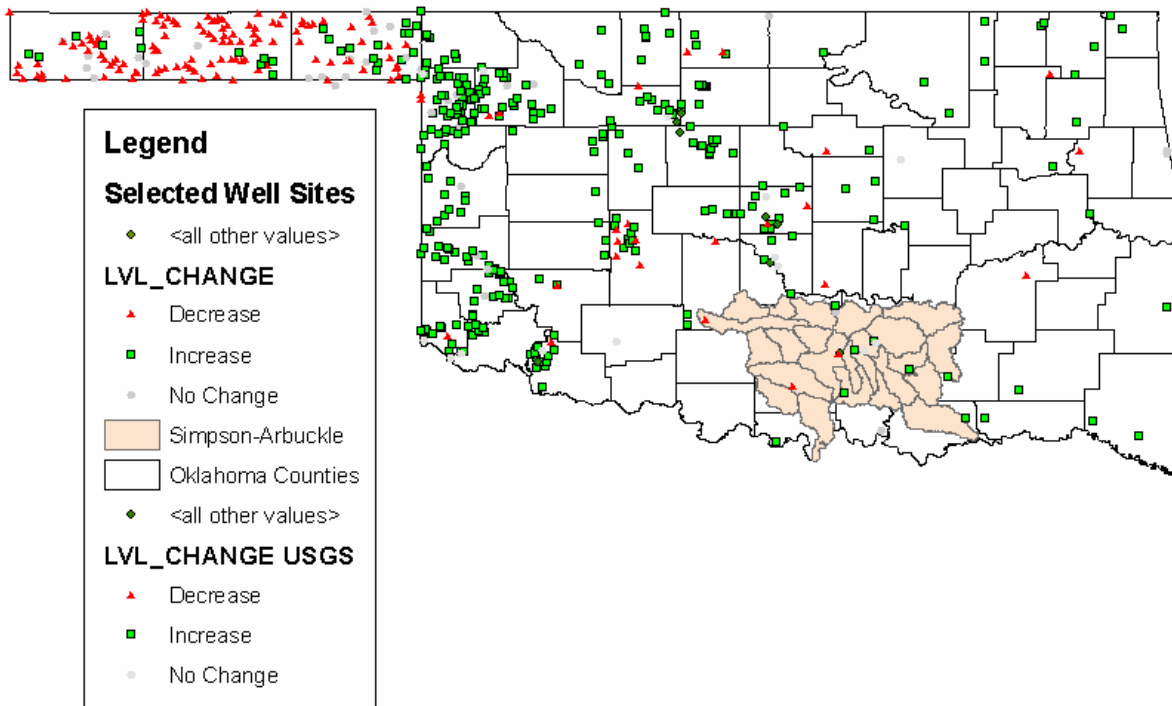 Legend
Selected Well Sites
<all other values>
LVL_CHANGE
Decrease
Increase
No Change
Simpson-Arbuckle
Oklahoma Counties
<all other values>
LVL_CHANGE USGS
Decrease
Increase
No Change